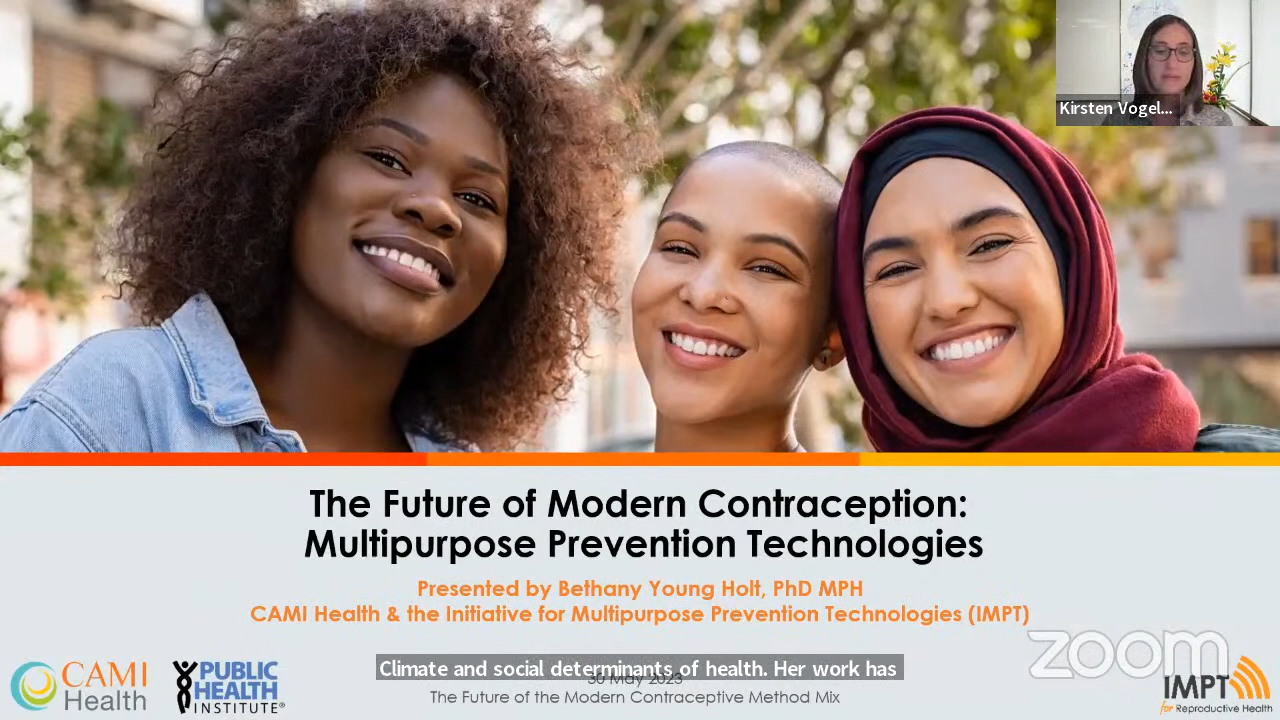 Kirsten Vogel...
The Future of Modern Contraception:
Multipurpose Prevention Technologies
Presented by Bethany Young Holt, PhD MPH
CAMI Health & the Initiative for Multipurpose Prevention Technologies (IMPT)
zoom
Climate and social determinants of health. Her work has
30 May 2023
The Future of the Modern Contraceptive Method Mix
CAMI
Health
PUBLIC
HEALTH
INSTITUTE®
IMPT
for Reproductive Health